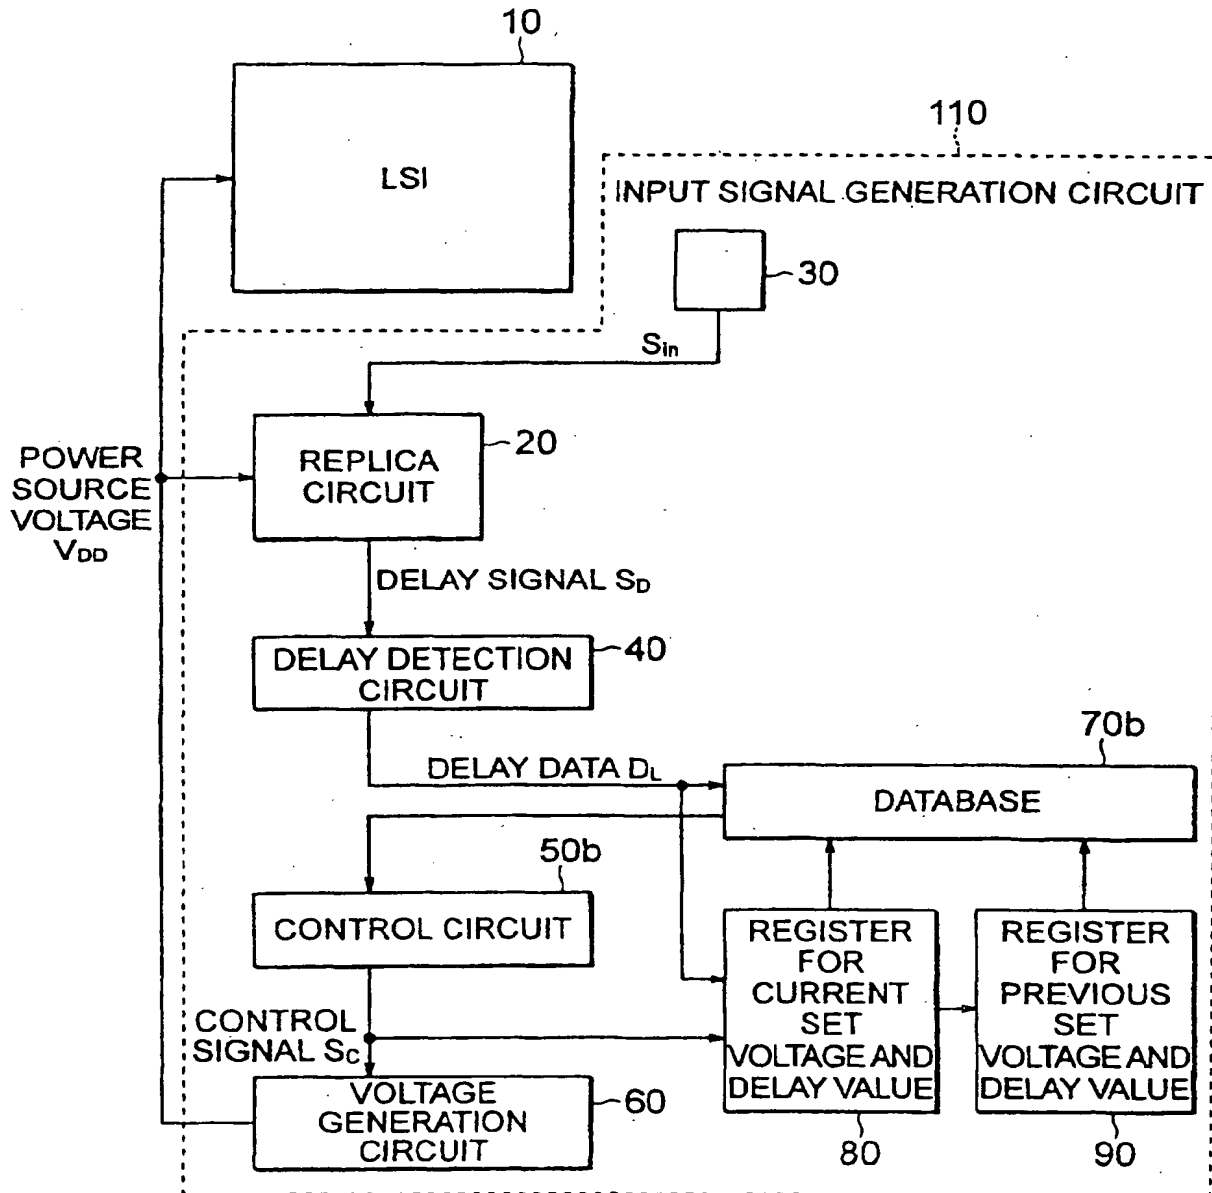 10
LSI
110
INPUT SIGNAL GENERATION CIRCUIT
30
Sin
20
REPLICA
CIRCUIT
POWER
SOURCE
VOLTAGE
VDD
DELAY SIGNAL SD
40
DELAY DETECTION
CIRCUIT
70b
DELAY DATA DL
DATABASE
50b
CONTROL CIRCUIT
REGISTER
FOR
CURRENT
SET
VOLTAGE AND
DELAY VALUE
REGISTER
FOR
PREVIOUS
SET
VOLTAGE AND
DELAY VALUE
CONTROL
SIGNAL SC
VOLTAGE
GENERATION
CIRCUIT
60
80
90